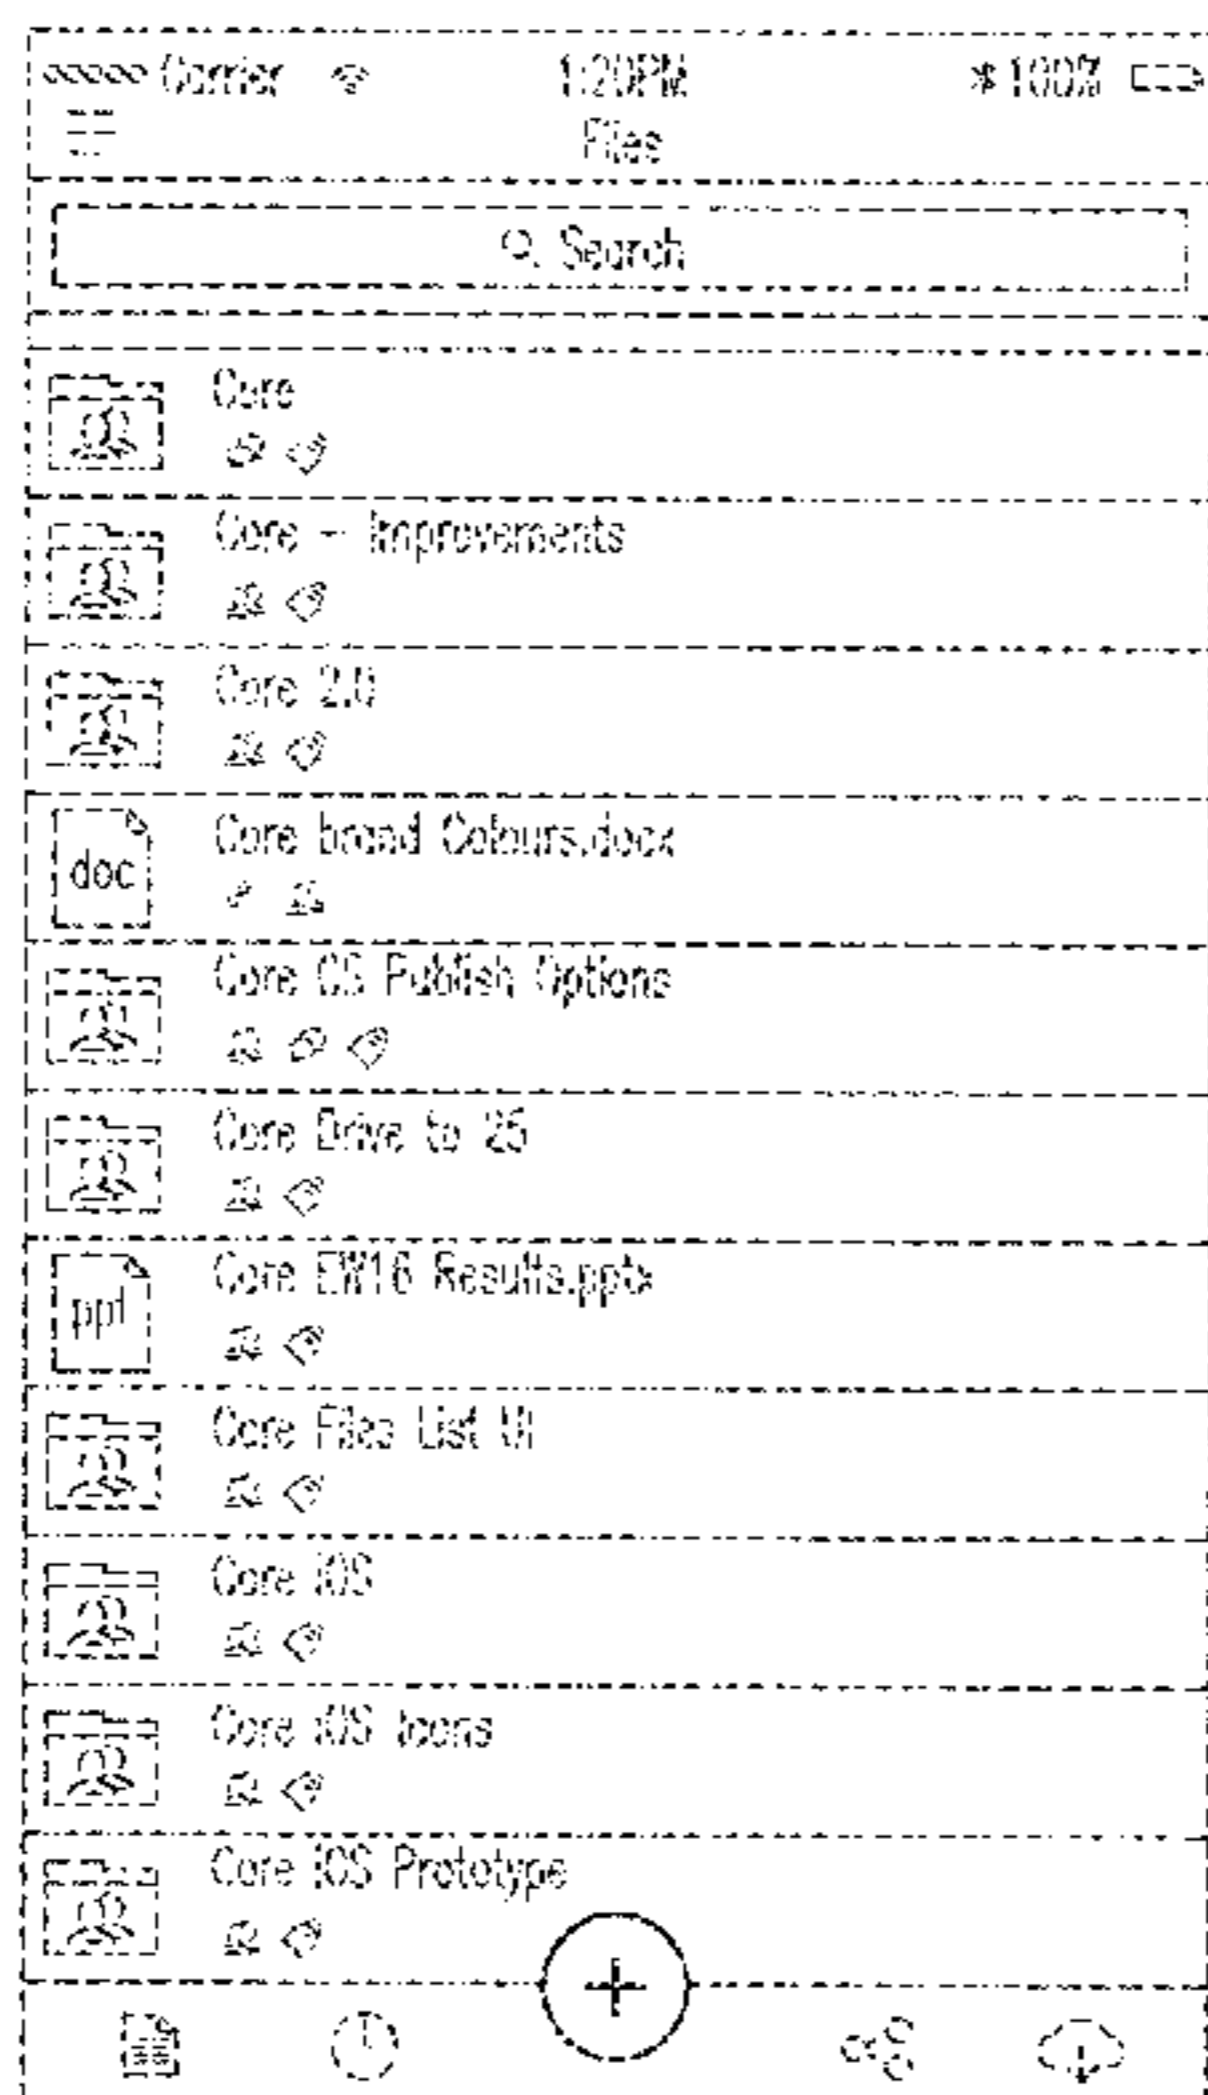 Carrier 1:20PM 100%
Files
Search
Core
Core - Improvements
Core 2.0
doc Core brand Colours.docx
Core CS Publish Options
Core Drive to 25
ppt Core EW16 Results.pptx
Core Files List UI
Core iOS
Core iOS Icons
Core iOS Prototype